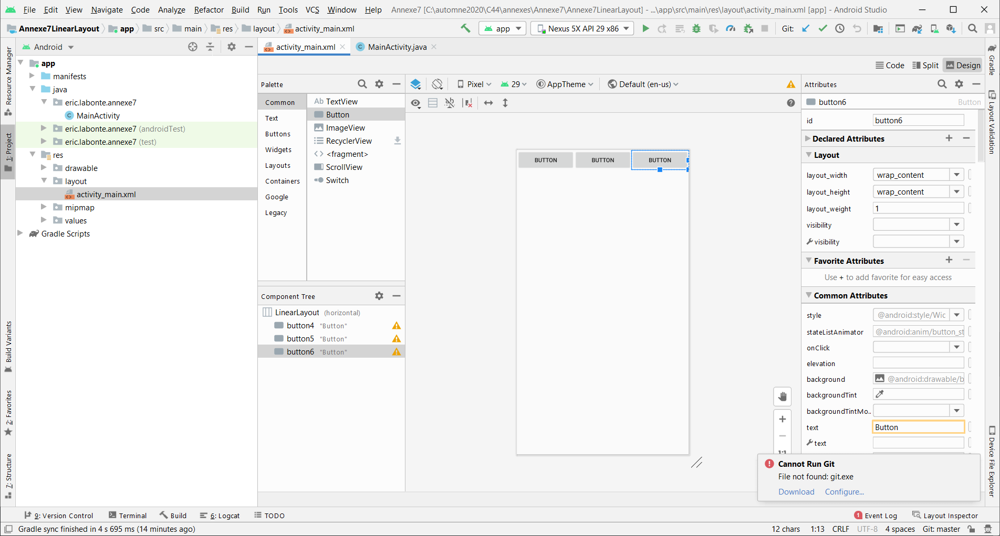 File Edit View Navigate Code Analyze Refactor Build Run Tools VCS Window Help Annexe7 [C:\automne2020\C44\annexes\Annexe7\Annexe7LinearLayout] - ...\app\src\main\res\layout\activity_main.xml [app] - Android Studio
Annexe7LinearLayout app src main res layout activity_main.xml app Nexus 5X API 29 x86 Git:
Resource Manager
1: Project
Build Variants
2: Favorites
7: Structure
Android
app
manifests
java
eric.labonte.annexe7
MainActivity
eric.labonte.annexe7 (androidTest)
eric.labonte.annexe7 (test)
res
drawable
layout
activity_main.xml
mipmap
values
Gradle Scripts
activity_main.xml MainActivity.java
Code Split Design
Palette
Common
Text
Buttons
Widgets
Layouts
Containers
Google
Legacy
Ab TextView
Button
ImageView
RecyclerView
<fragment>
ScrollView
Switch
Component Tree
LinearLayout (horizontal)
button4 "Button"
button5 "Button"
button6 "Button"
Pixel 29 AppTheme Default (en-us)
BUTTON BUTTON BUTTON
1:1
Attributes
button6 Button
id button6
Declared Attributes
Layout
layout_width wrap_content
layout_height wrap_content
layout_weight 1
visibility
visibility
Favorite Attributes
Use + to add favorite for easy access
Common Attributes
style @android:style/Wic
stateListAnimator @android:anim/button_st
onClick
elevation
background @android:drawable/b
backgroundTint
backgroundTintMo..
text Button
text
Cannot Run Git
File not found: git.exe
Download Configure...
Gradle
Layout Validation
Device File Explorer
9: Version Control Terminal Build 6: Logcat TODO 1 Event Log Layout Inspector
Gradle sync finished in 4 s 695 ms (14 minutes ago) 12 chars 1:13 CRLF UTF-8 4 spaces Git: master